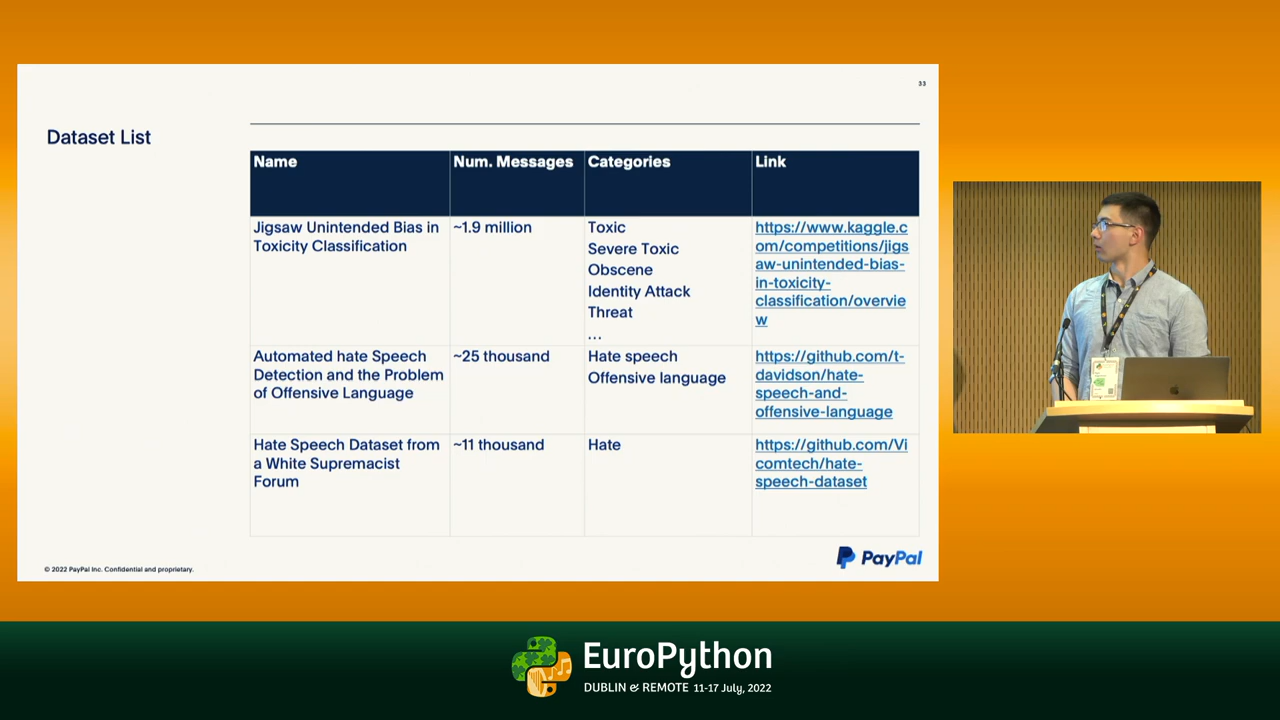 33
Dataset List
Name Num. Messages Categories Link
Jigsaw Unintended Bias in
Toxicity Classification
~1.9 million
Toxic
Severe Toxic
Obscene
Identity Attack
Threat
...
https://www.kaggle.c
om/competitions/jigs
aw-unintended-bias-
in-toxicity-
classification/overvie
w
Automated hate Speech
Detection and the Problem
of Offensive Language
~25 thousand
Hate speech
Offensive language
https://github.com/t-
davidson/hate-
speech-and-
offensive-language
Hate Speech Dataset from
a White Supremacist
Forum
~11 thousand
Hate
https://github.com/Vi
comtech/hate-
speech-dataset
© 2022 PayPal Inc. Confidential and proprietary.
PayPal
EuroPython
DUBLIN & REMOTE 11-17 July, 2022